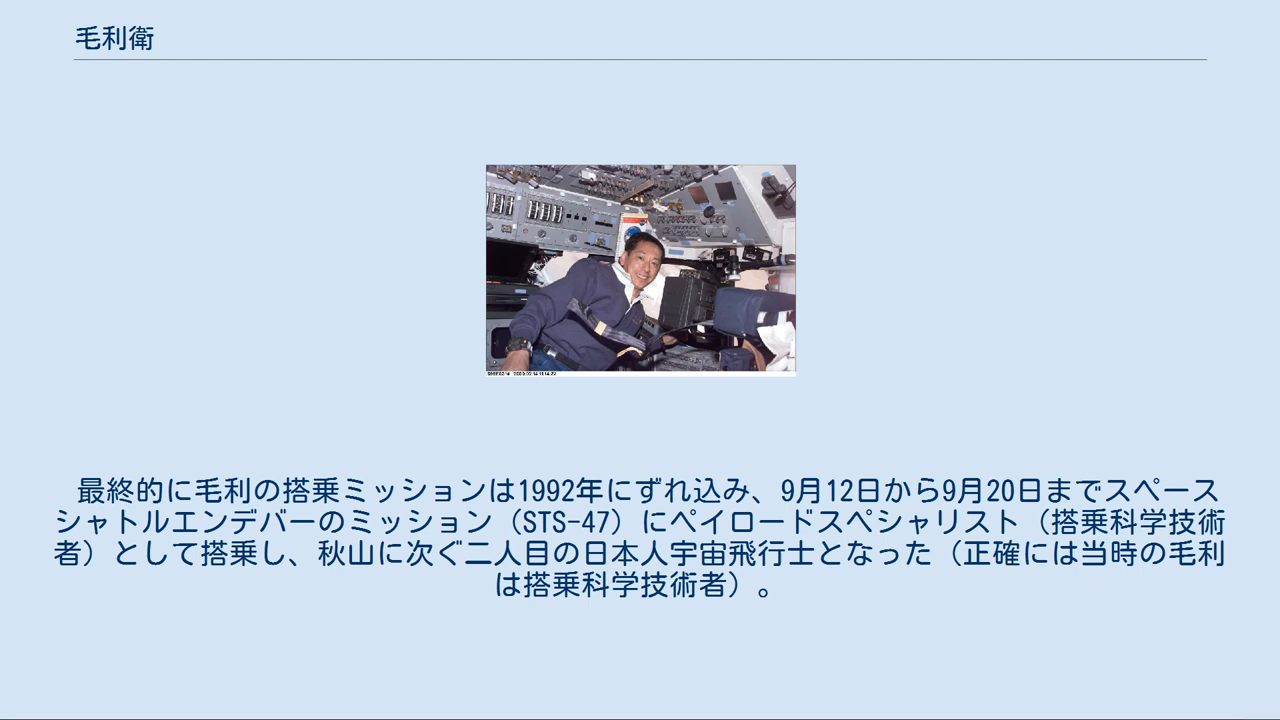 毛利衛
最終的に毛利の搭乗ミッションは1992年にずれ込み、9月12日から9月20日までスペース
シャトルエンデバーのミッション（STS-47）にペイロードスペシャリスト（搭乗科学技術
者）として搭乗し、秋山に次ぐ二人目の日本人宇宙飛行士となった（正確には当時の毛利
は搭乗科学技術者）。